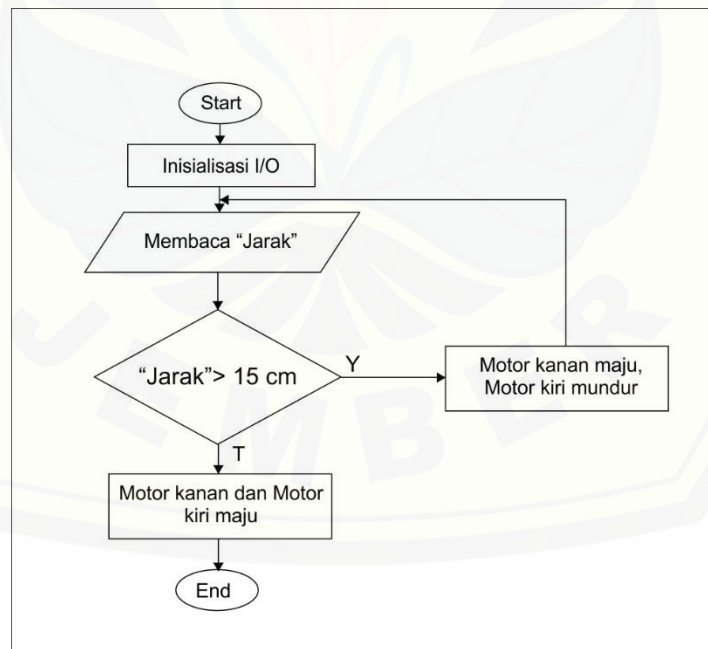 Start
Inisialisasi I/O
Membaca “Jarak”
“Jarak”> 15 cm
Y
Motor kanan maju,
Motor kiri mundur
T
Motor kanan dan Motor
kiri maju
End
JEMBER